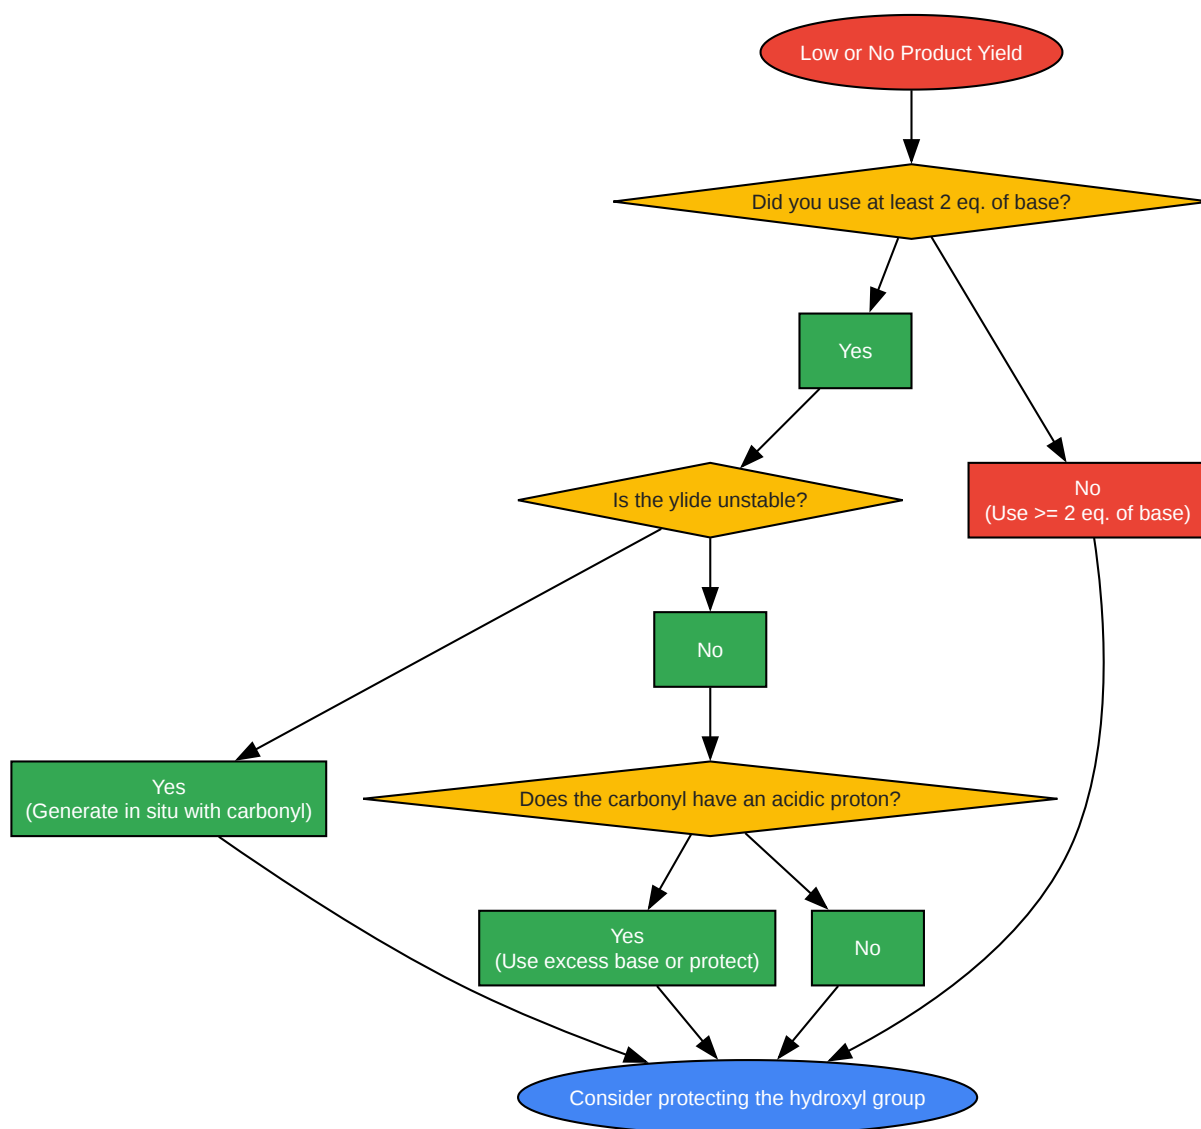 Low or No Product Yield
Did you use at least 2 eq. of base?
Yes
Is the ylide unstable?
No
(Use >= 2 eq. of base)
No
Yes
(Generate in situ with carbonyl)
Does the carbonyl have an acidic proton?
Yes
(Use excess base or protect)
No
Consider protecting the hydroxyl group